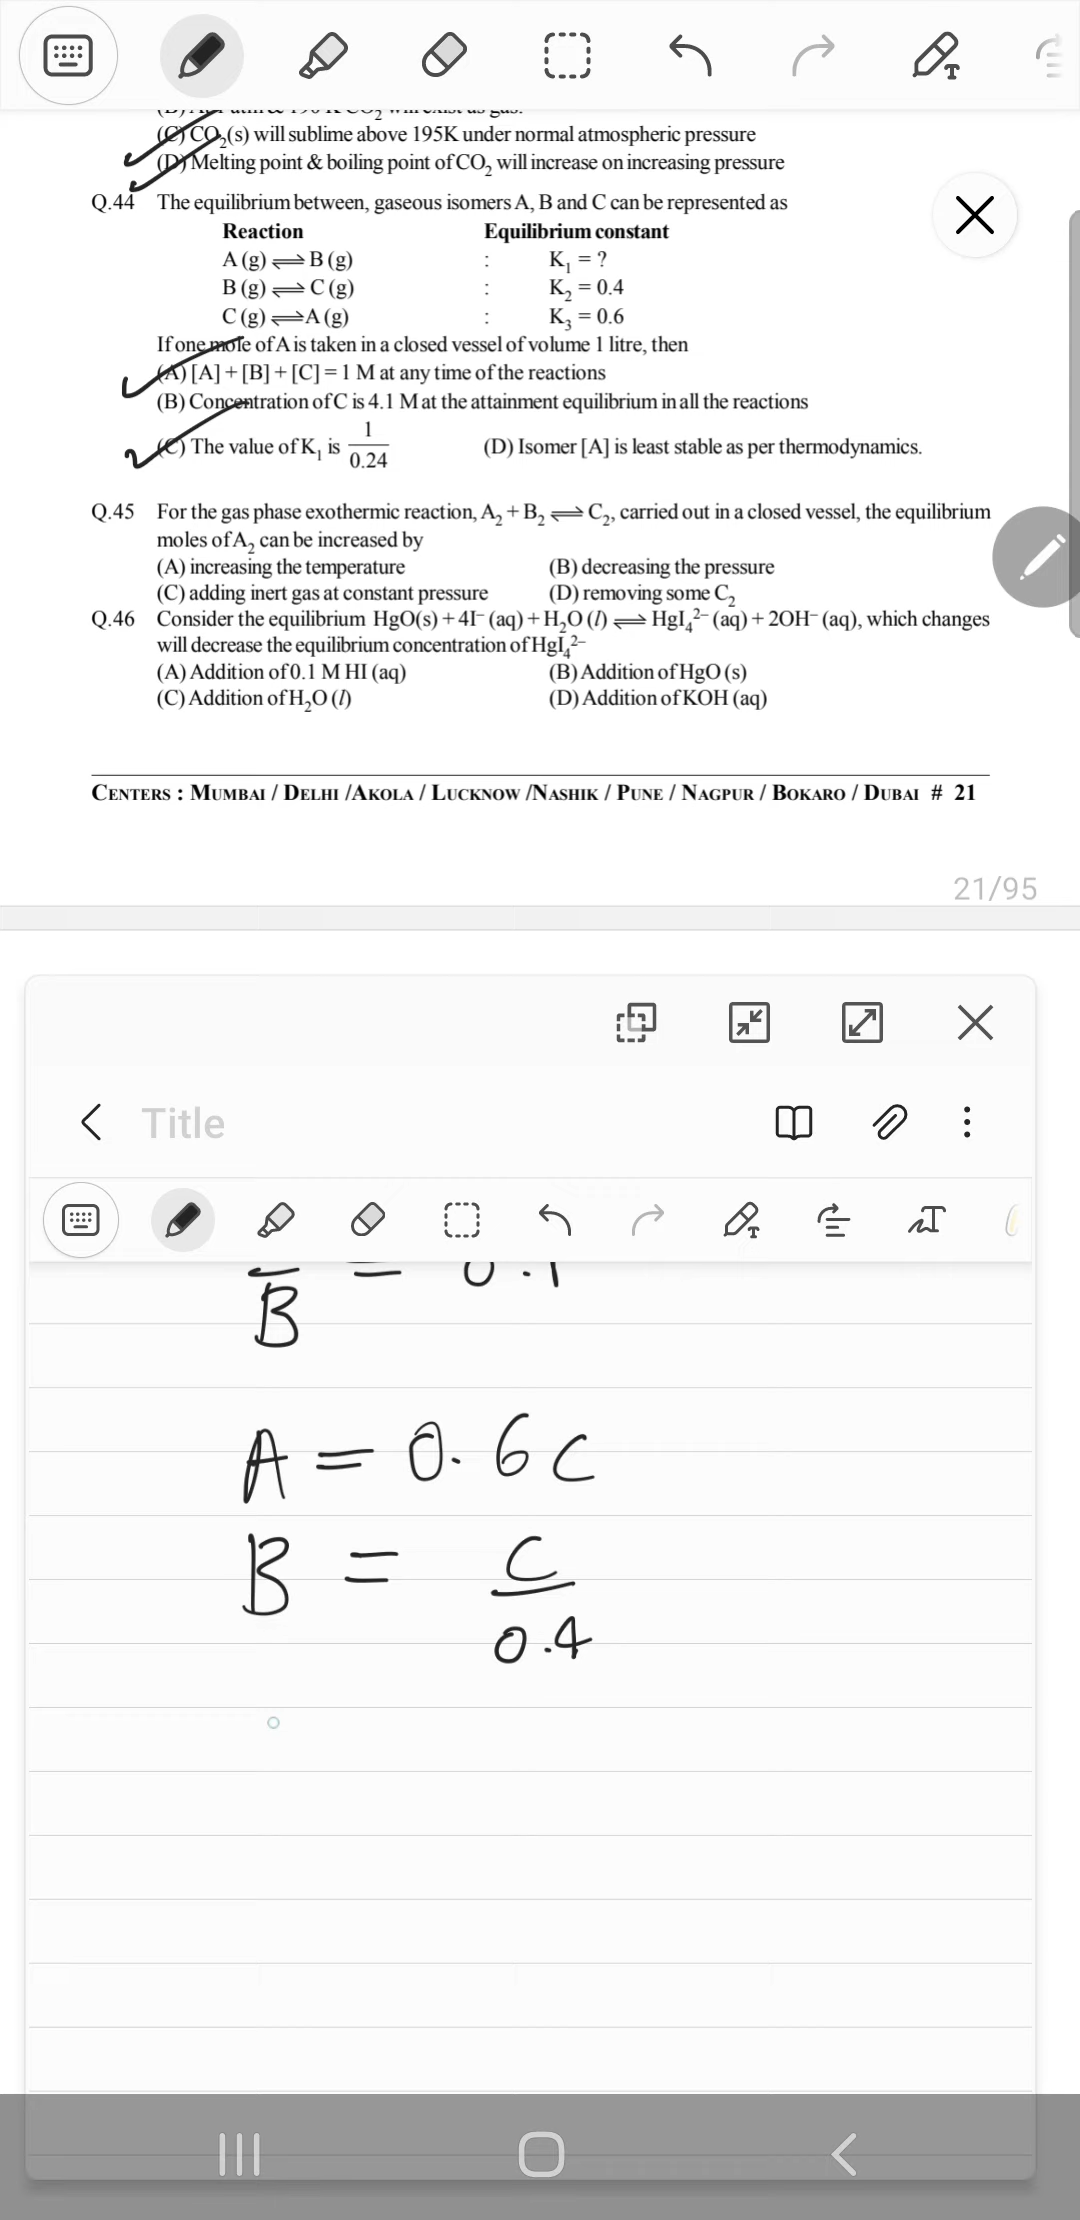 (C) CO₂(s) will sublime above 195K under normal atmospheric pressure
(D) Melting point & boiling point of CO₂ will increase on increasing pressure
Q.44 The equilibrium between, gaseous isomers A, B and C can be represented as
Reaction Equilibrium constant
A (g) ⇌ B (g) : K₁ = ?
B (g) ⇌ C (g) : K₂ = 0.4
C (g) ⇌ A (g) : K₃ = 0.6
If one mole of A is taken in a closed vessel of volume 1 litre, then
(A) [A] + [B] + [C] = 1 M at any time of the reactions
(B) Concentration of C is 4.1 M at the attainment equilibrium in all the reactions
(C) The value of K₁ is 1/0.24 (D) Isomer [A] is least stable as per thermodynamics.
Q.45 For the gas phase exothermic reaction, A₂ + B₂ ⇌ C₂, carried out in a closed vessel, the equilibrium
moles of A₂ can be increased by
(A) increasing the temperature (B) decreasing the pressure
(C) adding inert gas at constant pressure (D) removing some C₂
Q.46 Consider the equilibrium HgO(s) + 4I⁻ (aq) + H₂O (l) ⇌ HgI₄²⁻ (aq) + 2OH⁻ (aq), which changes
will decrease the equilibrium concentration of HgI₄²⁻
(A) Addition of 0.1 M HI (aq) (B) Addition of HgO (s)
(C) Addition of H₂O (l) (D) Addition of KOH (aq)
CENTERS : MUMBAI / DELHI /AKOLA / LUCKNOW /NASHIK / PUNE / NAGPUR / BOKARO / DUBAI # 21
21/95
Title
B
A = 0.6C
B = C/0.4